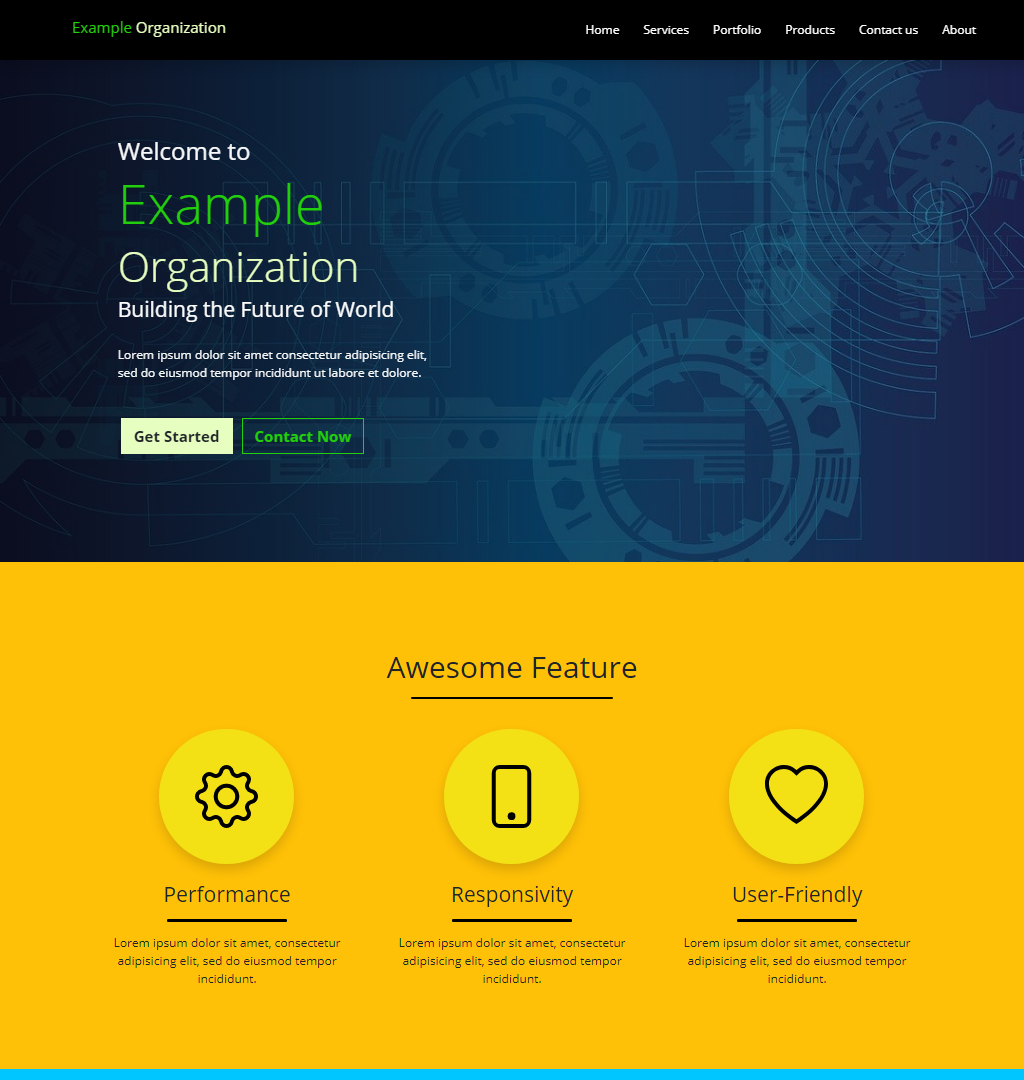 Example Organization
Home Services Portfolio Products Contact us About
Welcome to
Example
Organization
Building the Future of World
Lorem ipsum dolor sit amet consectetur adipisicing elit,
sed do eiusmod tempor incididunt ut labore et dolore.
Get Started Contact Now
Awesome Feature
Performance
Lorem ipsum dolor sit amet, consectetur
adipisicing elit, sed do eiusmod tempor
incididunt.
Responsivity
Lorem ipsum dolor sit amet, consectetur
adipisicing elit, sed do eiusmod tempor
incididunt.
User-Friendly
Lorem ipsum dolor sit amet, consectetur
adipisicing elit, sed do eiusmod tempor
incididunt.